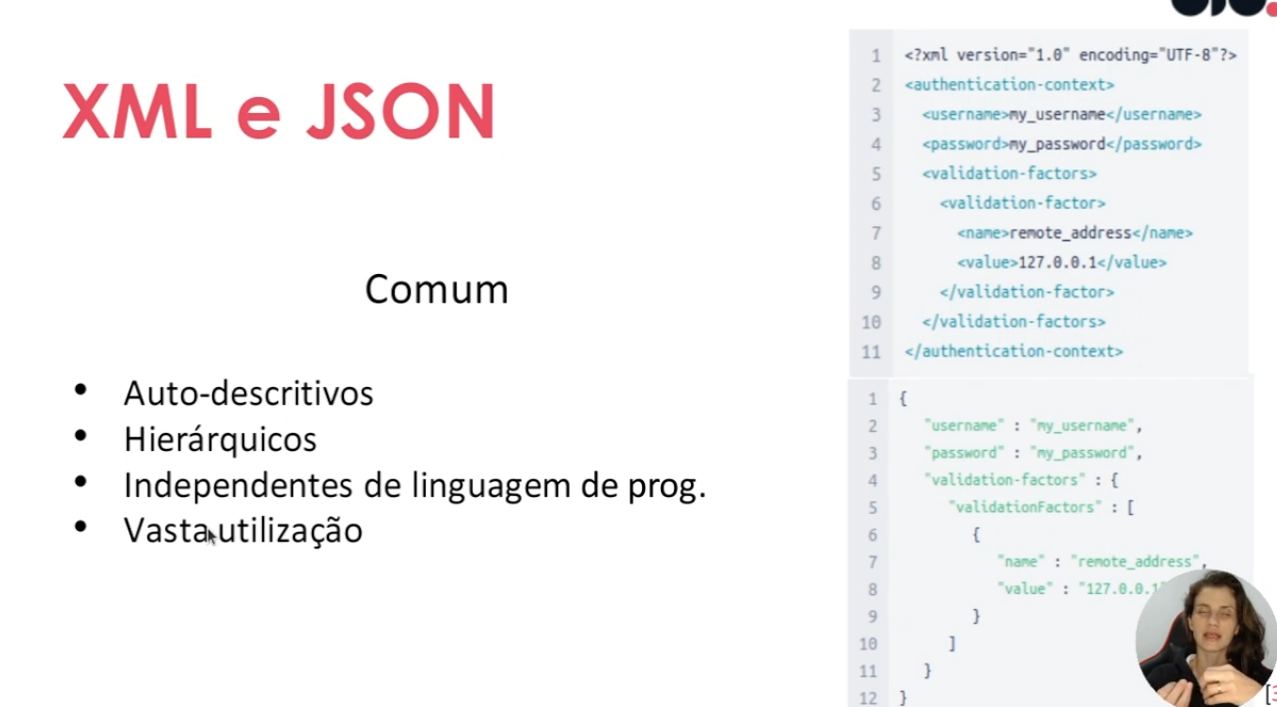 XML e JSON
Comum
• Auto-descritivos
• Hierárquicos
• Independentes de linguagem de prog.
• Vasta utilização
1 <?xml version="1.0" encoding="UTF-8"?>
2 <authentication-context>
3 <username>my_username</username>
4 <password>my_password</password>
5 <validation-factors>
6 <validation-factor>
7 <name>remote_address</name>
8 <value>127.0.0.1</value>
9 </validation-factor>
10 </validation-factors>
11 </authentication-context>
1 {
2 "username" : "my_username",
3 "password" : "my_password",
4 "validation-factors" : {
5 "validationFactors" : [
6 {
7 "name" : "remote_address",
8 "value" : "127.0.0.1"
9 }
10 ]
11 }
12 }